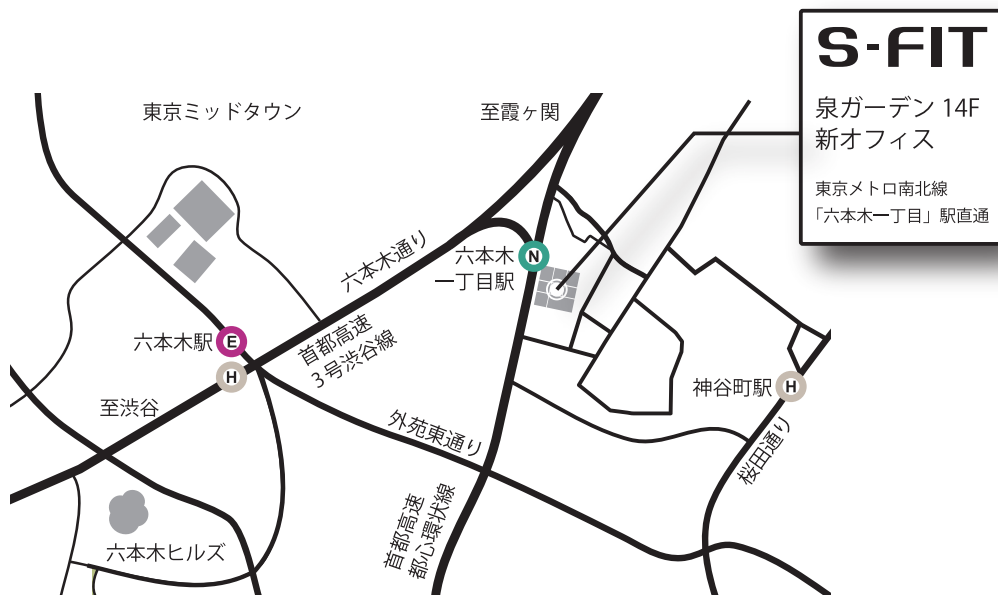 S-FIT
泉ガーデン 14F
新オフィス
東京メトロ南北線
「六本木一丁目」駅直通
東京ミッドタウン
至霞ヶ関
六本木通り
六本木
一丁目駅
N
六本木駅
E
H
首都高速
3号渋谷線
至渋谷
神谷町駅
H
外苑東通り
桜田通り
首都高速
都心環状線
六本木ヒルズ